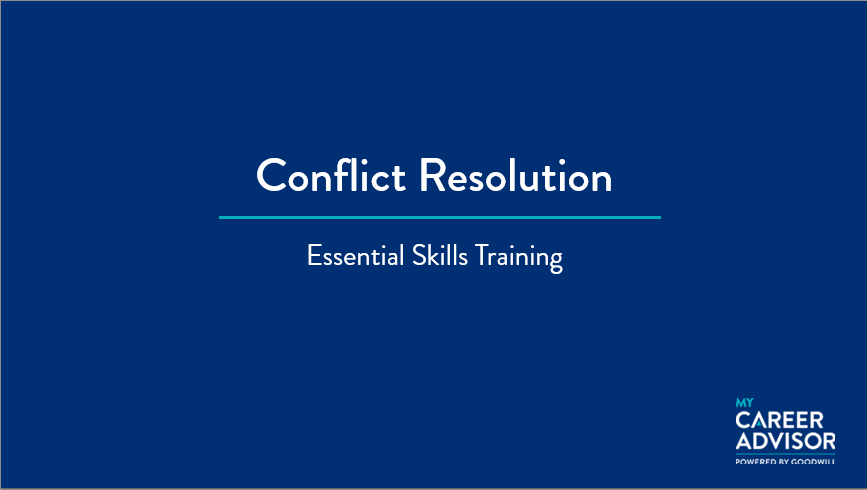 Conflict Resolution
Essential Skills Training
MY
CAREER
ADVISOR
POWERED BY GOODWILL